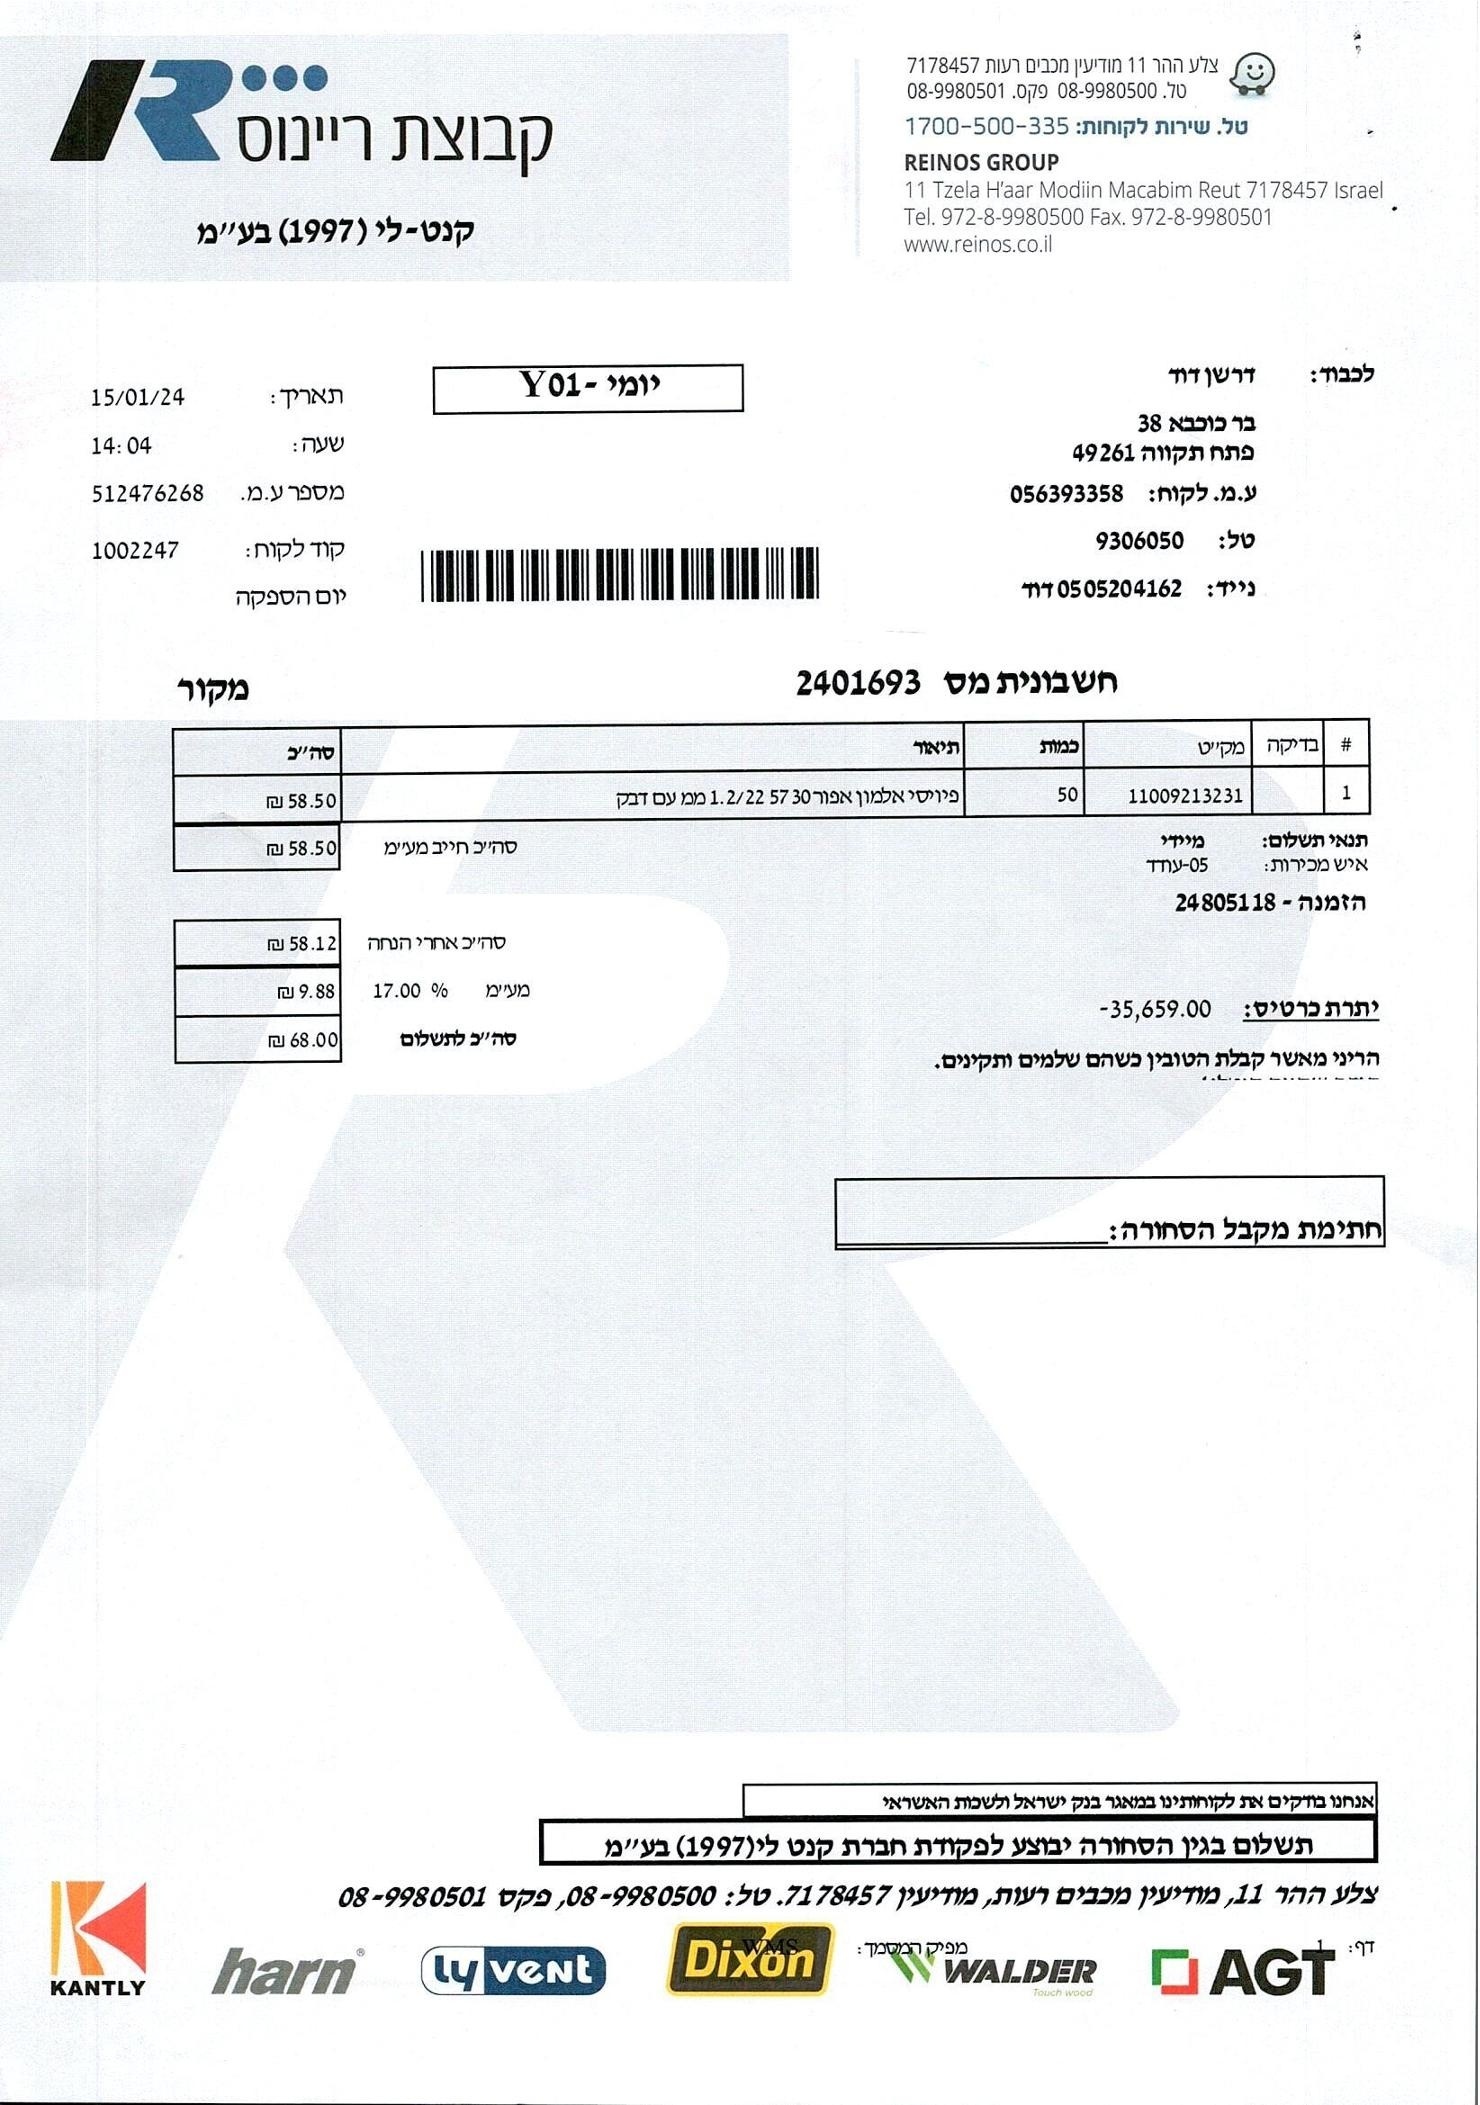 קבוצת ריינוס
קנט-לי (1997) בע״מ
צלע ההר 11 מודיעין מכבים רעות 7178457
טל. 08-9980500 פקס. 08-9980501
טל. שירות לקוחות: 1700-500-335
REINOS GROUP
11 Tzela H'aar Modiin Macabim Reut 7178457 Israel
Tel. 972-8-9980500 Fax. 972-8-9980501
www.reinos.co.il
לכבוד: דרשן דוד
בר כוכבא 38
פתח תקווה 49261
ע.מ. לקוח: 056393358
טל: 9306050
נייד: 0505204162 דוד
יומי -Y01
תאריך: 15/01/24
שעה: 14:04
מספר ע.מ. 512476268
קוד לקוח: 1002247
יום הספקה
חשבונית מס 2401693 מקור
# בדיקה מק״ט כמות תיאור סה״כ
1 11009213231 50 פיויסי אלמון אפור 5730 1.2/22 ממ עם דבק 58.50 ₪
סה״כ חייב מע״מ 58.50 ₪
תנאי תשלום: מיידי
איש מכירות: 05-עודד
הזמנה - 24805118
סה״כ אחרי הנחה 58.12 ₪
מע״מ 17.00 % 9.88 ₪
סה״כ לתשלום 68.00 ₪
יתרת כרטיס: -35,659.00
הריני מאשר קבלת הטובין כשהם שלמים ותקינים.
חתימת מקבל הסחורה:
אנחנו בודקים את לקוחותינו במאגר בנק ישראל ולשכות האשראי
תשלום בגין הסחורה יבוצע לפקודת חברת קנט לי(1997) בע״מ
צלע ההר 11, מודיעין מכבים רעות, מודיעין 7178457. טל: 08-9980500, פקס 08-9980501
דף: 1 מפיק המסמך: WMS
KANTLY
harn®
ly vent
Dixon
WALDER
Touch wood
AGT